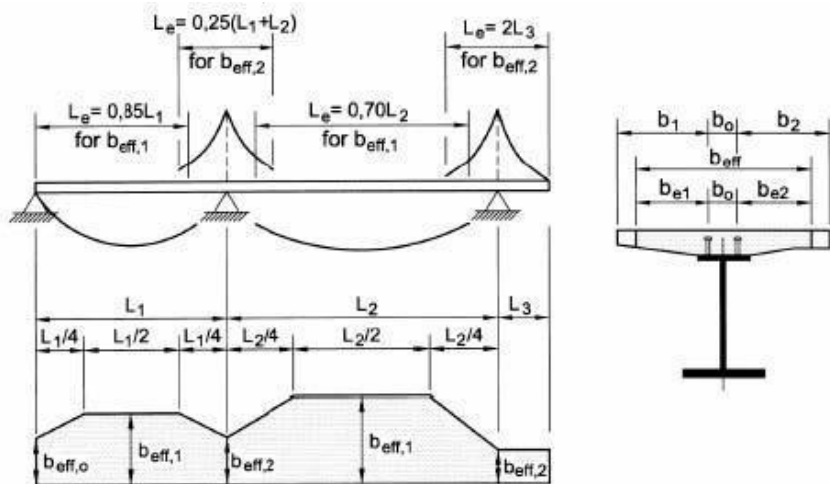 Le= 0,25(L1+L2)
for beff,2
Le= 2L3
for beff,2
Le= 0,85L1
for beff,1
Le= 0,70L2
for beff,1
b1 bo b2
beff
be1 bo be2
L1 L2 L3
L1/4 L1/2 L1/4 L2/4 L2/2 L2/4
beff,o beff,1 beff,2 beff,1 beff,2